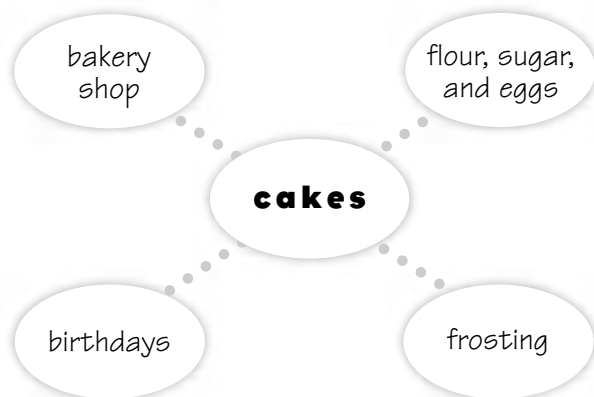 bakery
shop
flour, sugar,
and eggs
cakes
birthdays
frosting